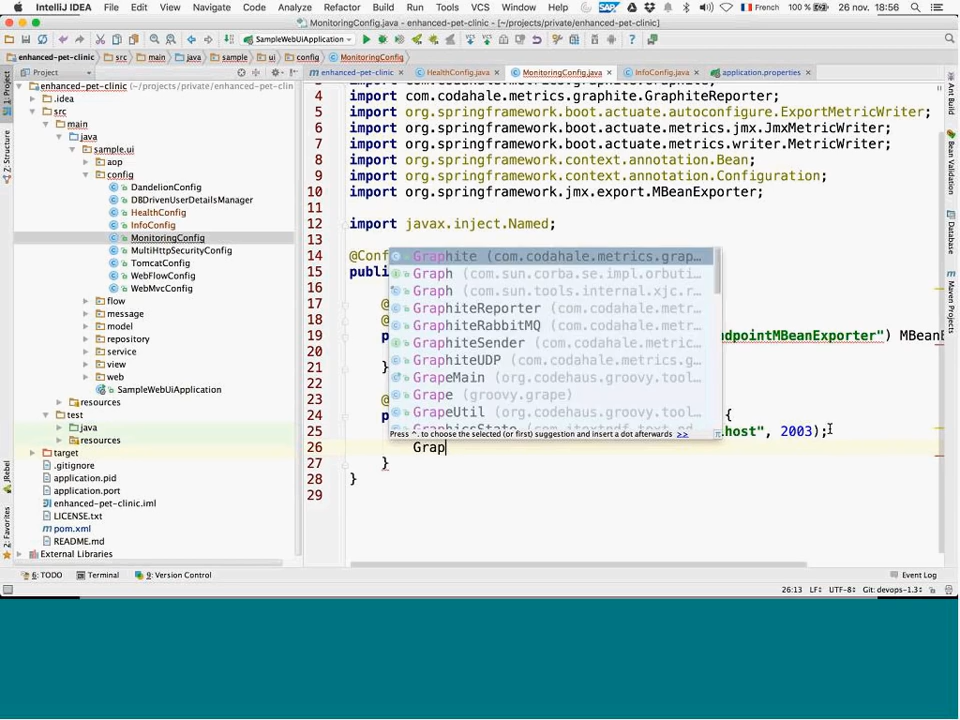 IntelliJ IDEA File Edit View Navigate Code Analyze Refactor Build Run Tools VCS Window Help SAP French 100 % 26 nov. 18:56
MonitoringConfig.java - enhanced-pet-clinic - [~/projects/private/enhanced-pet-clinic]
SampleWebUiApplication
enhanced-pet-clinic src main java sample ui config MonitoringConfig
Project
enhanced-pet-clinic HealthConfig.java MonitoringConfig.java InfoConfig.java application.properties
enhanced-pet-clinic (~/projects/private/enhanced-pet-clin
.idea
src
main
java
sample.ui
aop
config
DandelionConfig
DBDrivenUserDetailsManager
HealthConfig
InfoConfig
MonitoringConfig
MultiHttpSecurityConfig
TomcatConfig
WebFlowConfig
WebMvcConfig
flow
message
model
repository
service
view
web
SampleWebUiApplication
resources
test
java
resources
target
.gitignore
application.pid
application.port
enhanced-pet-clinic.iml
LICENSE.txt
pom.xml
README.md
External Libraries
1: Project
7: Structure
JRebel
2: Favorites
4 import com.codahale.metrics.graphite.GraphiteReporter;
5 import org.springframework.boot.actuate.autoconfigure.ExportMetricWriter;
6 import org.springframework.boot.actuate.metrics.jmx.JmxMetricWriter;
7 import org.springframework.boot.actuate.metrics.writer.MetricWriter;
8 import org.springframework.context.annotation.Bean;
9 import org.springframework.context.annotation.Configuration;
10 import org.springframework.jmx.export.MBeanExporter;
11
12 import javax.inject.Named;
13
14 @Conf
15 publi
16
17 @
18 @
19 p ndpointMBeanExporter") MBeanE
20
21 }
22
23 @
24 p {
25 .host", 2003);
26 Grap
27 }
28 }
29
Graphite (com.codahale.metrics.grap…
Graph (com.sun.corba.se.impl.orbuti…
Graph (com.sun.tools.internal.xjc.r…
GraphiteReporter (com.codahale.metr…
GraphiteRabbitMQ (com.codahale.metr…
GraphiteSender (com.codahale.metric…
GraphiteUDP (com.codahale.metrics.g…
GrapeMain (org.codehaus.groovy.tool…
Grape (groovy.grape)
GrapeUtil (org.codehaus.groovy.tool…
GraphicsState (com.itextpdf.text.pd
Press ^. to choose the selected (or first) suggestion and insert a dot afterwards >>
Ant Build
Bean Validation
Database
Maven Projects
6: TODO Terminal 9: Version Control Event Log
26:13 LF÷ UTF-8÷ Git: devops-1.3÷